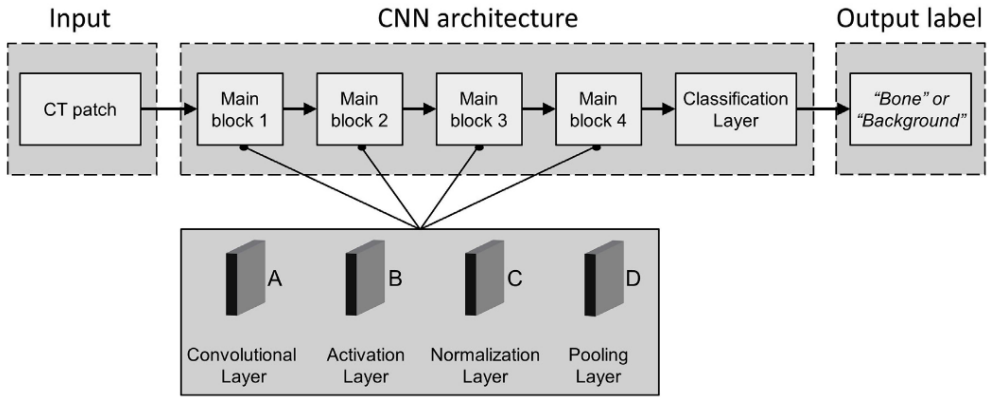 Input
CNN architecture
Output label
CT patch
Main
block 1
Main
block 2
Main
block 3
Main
block 4
Classification
Layer
“Bone” or
“Background”
A
B
C
D
Convolutional
Layer
Activation
Layer
Normalization
Layer
Pooling
Layer